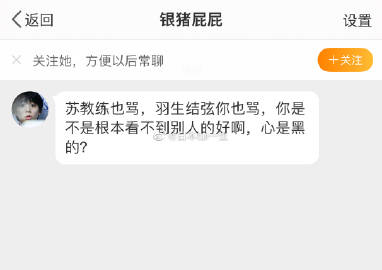 返回
银猪屁屁
设置
关注她，方便以后常聊
+关注
苏教练也骂，羽生结弦你也骂，你是
不是根本看不到别人的好啊，心是黑
的?